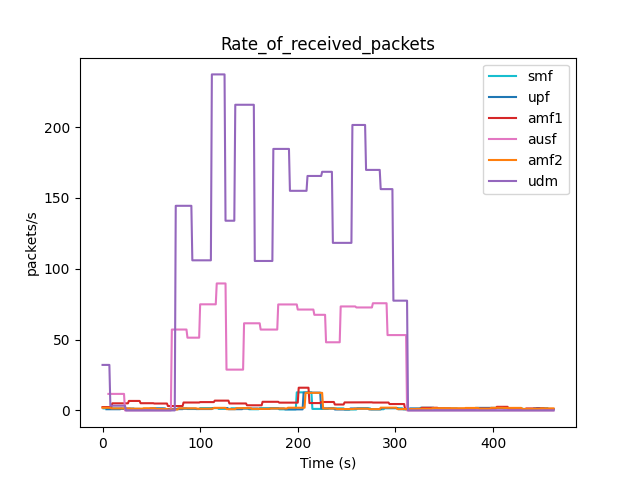 Rate_of_received_packets
smf
upf
amf1
ausf
amf2
udm
packets/s
200
150
100
50
0
0
100
200
300
400
Time (s)